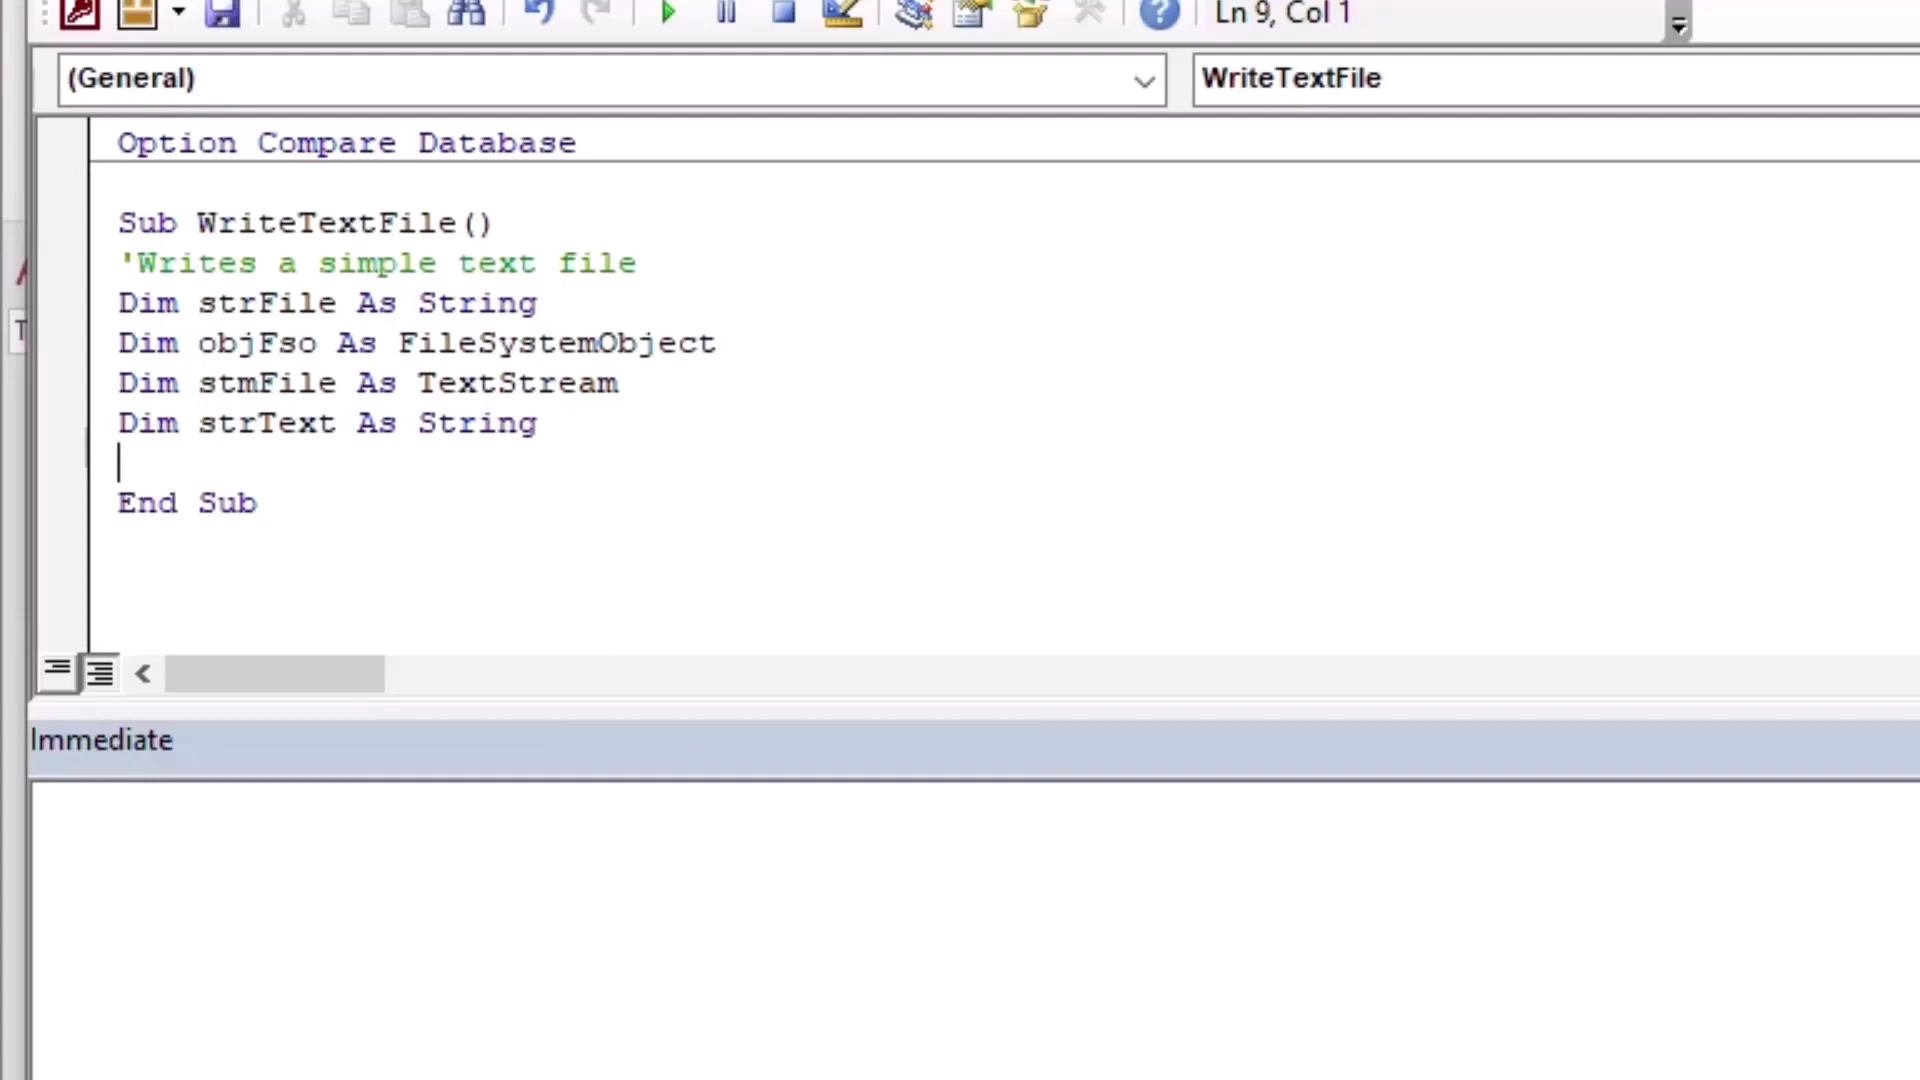 Ln 9, Col 1
(General)
WriteTextFile
Option Compare Database
Sub WriteTextFile()
'Writes a simple text file
Dim strFile As String
Dim objFso As FileSystemObject
Dim stmFile As TextStream
Dim strText As String
End Sub
Immediate